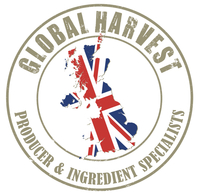 GLOBAL HARVEST
PRODUCER & INGREDIENT SPECIALISTS